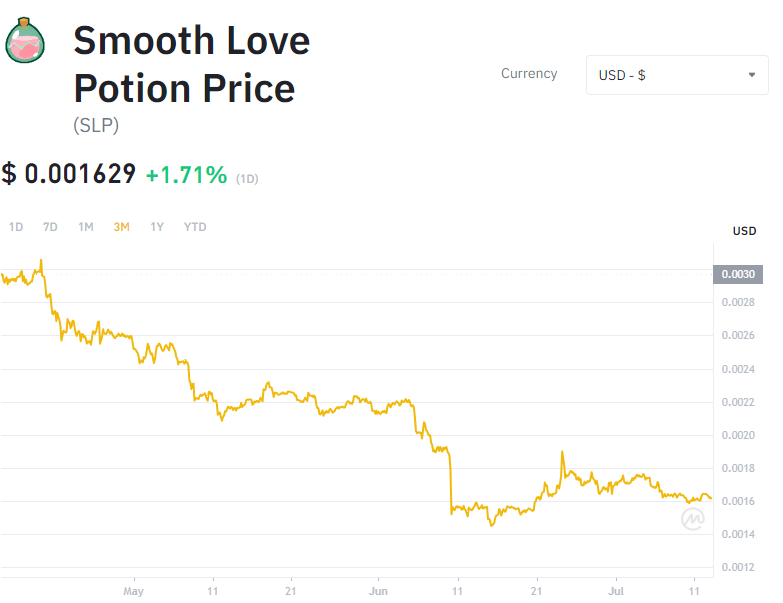 Smooth Love
Potion Price
(SLP)
Currency
USD - $
$ 0.001629 +1.71% (1D)
1D 7D 1M 3M 1Y YTD
USD
0.0030
0.0028
0.0026
0.0024
0.0022
0.0020
0.0018
0.0016
0.0014
0.0012
May 11 21 Jun 11 21 Jul 11